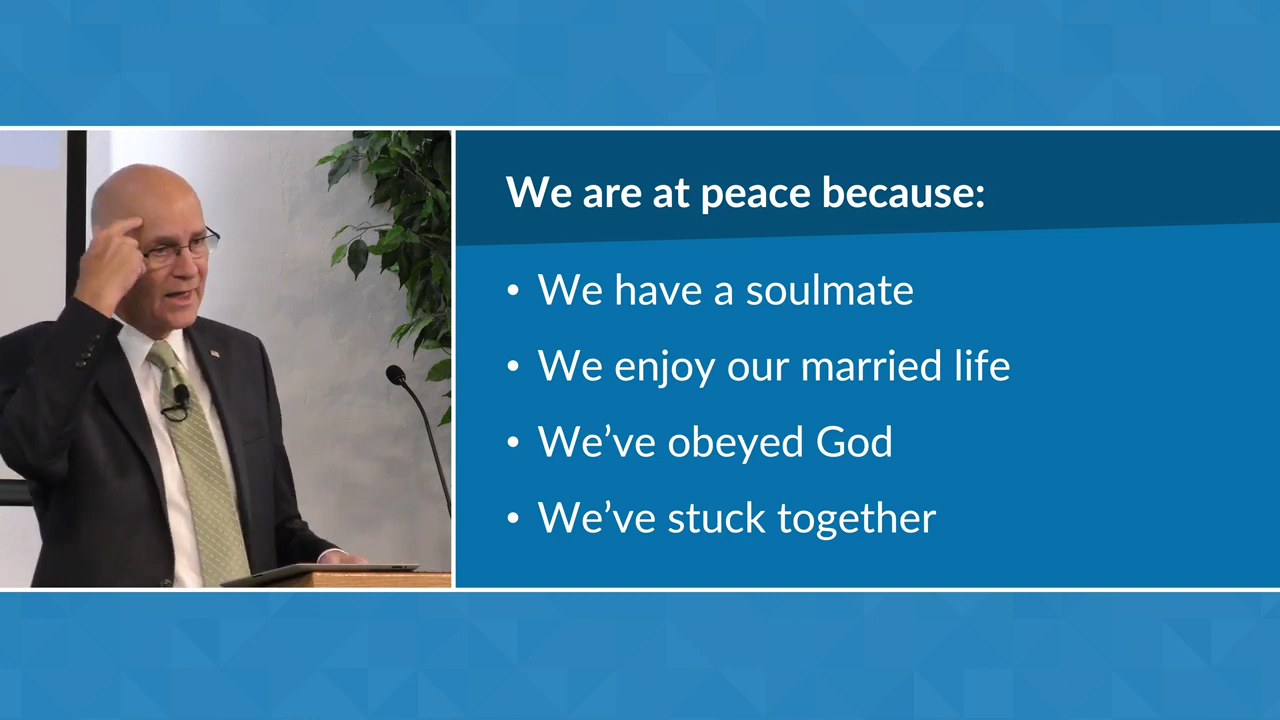 We are at peace because:
• We have a soulmate
• We enjoy our married life
• We’ve obeyed God
• We’ve stuck together